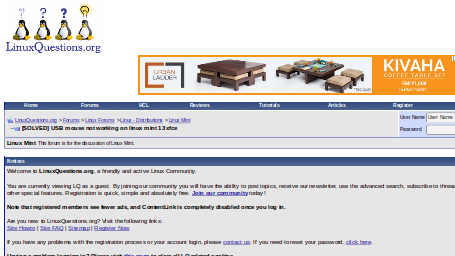 LinuxQuestions.org
URBAN
LADDER
KIVAHA
COFFEE TABLE SET
Home Forums HCL Reviews Tutorials Articles Register
LinuxQuestions.org > Forums > Linux Forums > Linux - Distributions > Linux Mint
[SOLVED] USB mouse not working on linux mint 13 xfce
User Name User Name
Password
Linux Mint This forum is for the discussion of Linux Mint.
Notices
Welcome to LinuxQuestions.org, a friendly and active Linux Community.
You are currently viewing LQ as a guest. By joining our community you will have the ability to post topics, receive our newsletter, use the advanced search, subscribe to threads
other special features. Registration is quick, simple and absolutely free. Join our community today!
Note that registered members see fewer ads, and ContentLink is completely disabled once you log in.
Are you new to LinuxQuestions.org? Visit the following links:
Site Howto | Site FAQ | Sitemap | Register Now
If you have any problems with the registration process or your account login, please contact us. If you need to reset your password, click here.